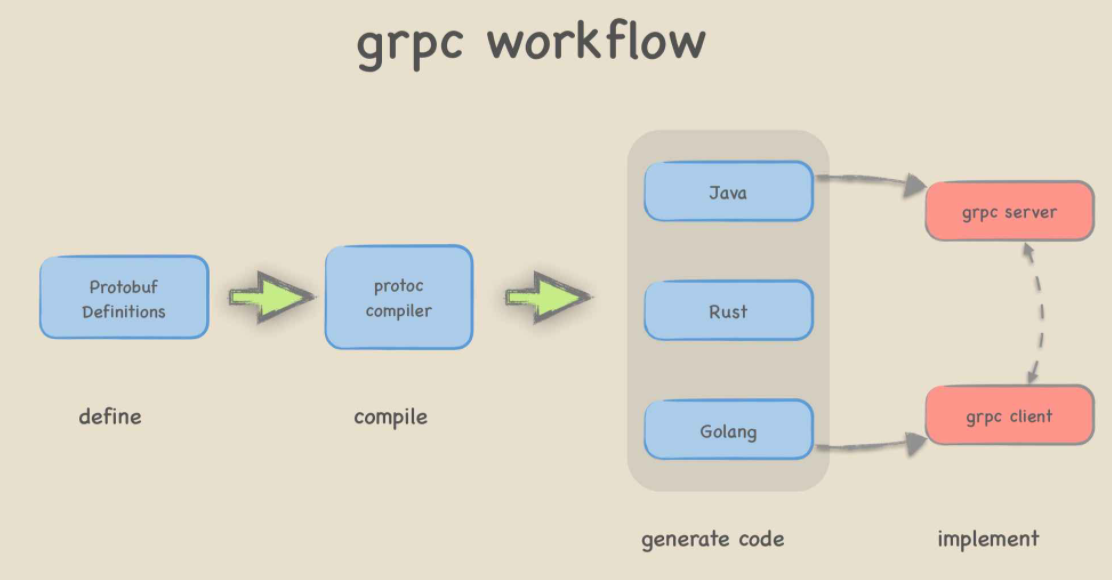 grpc workflow
Protobuf
Definitions
protoc
compiler
Java
Rust
Golang
grpc server
grpc client
define
compile
generate code
implement